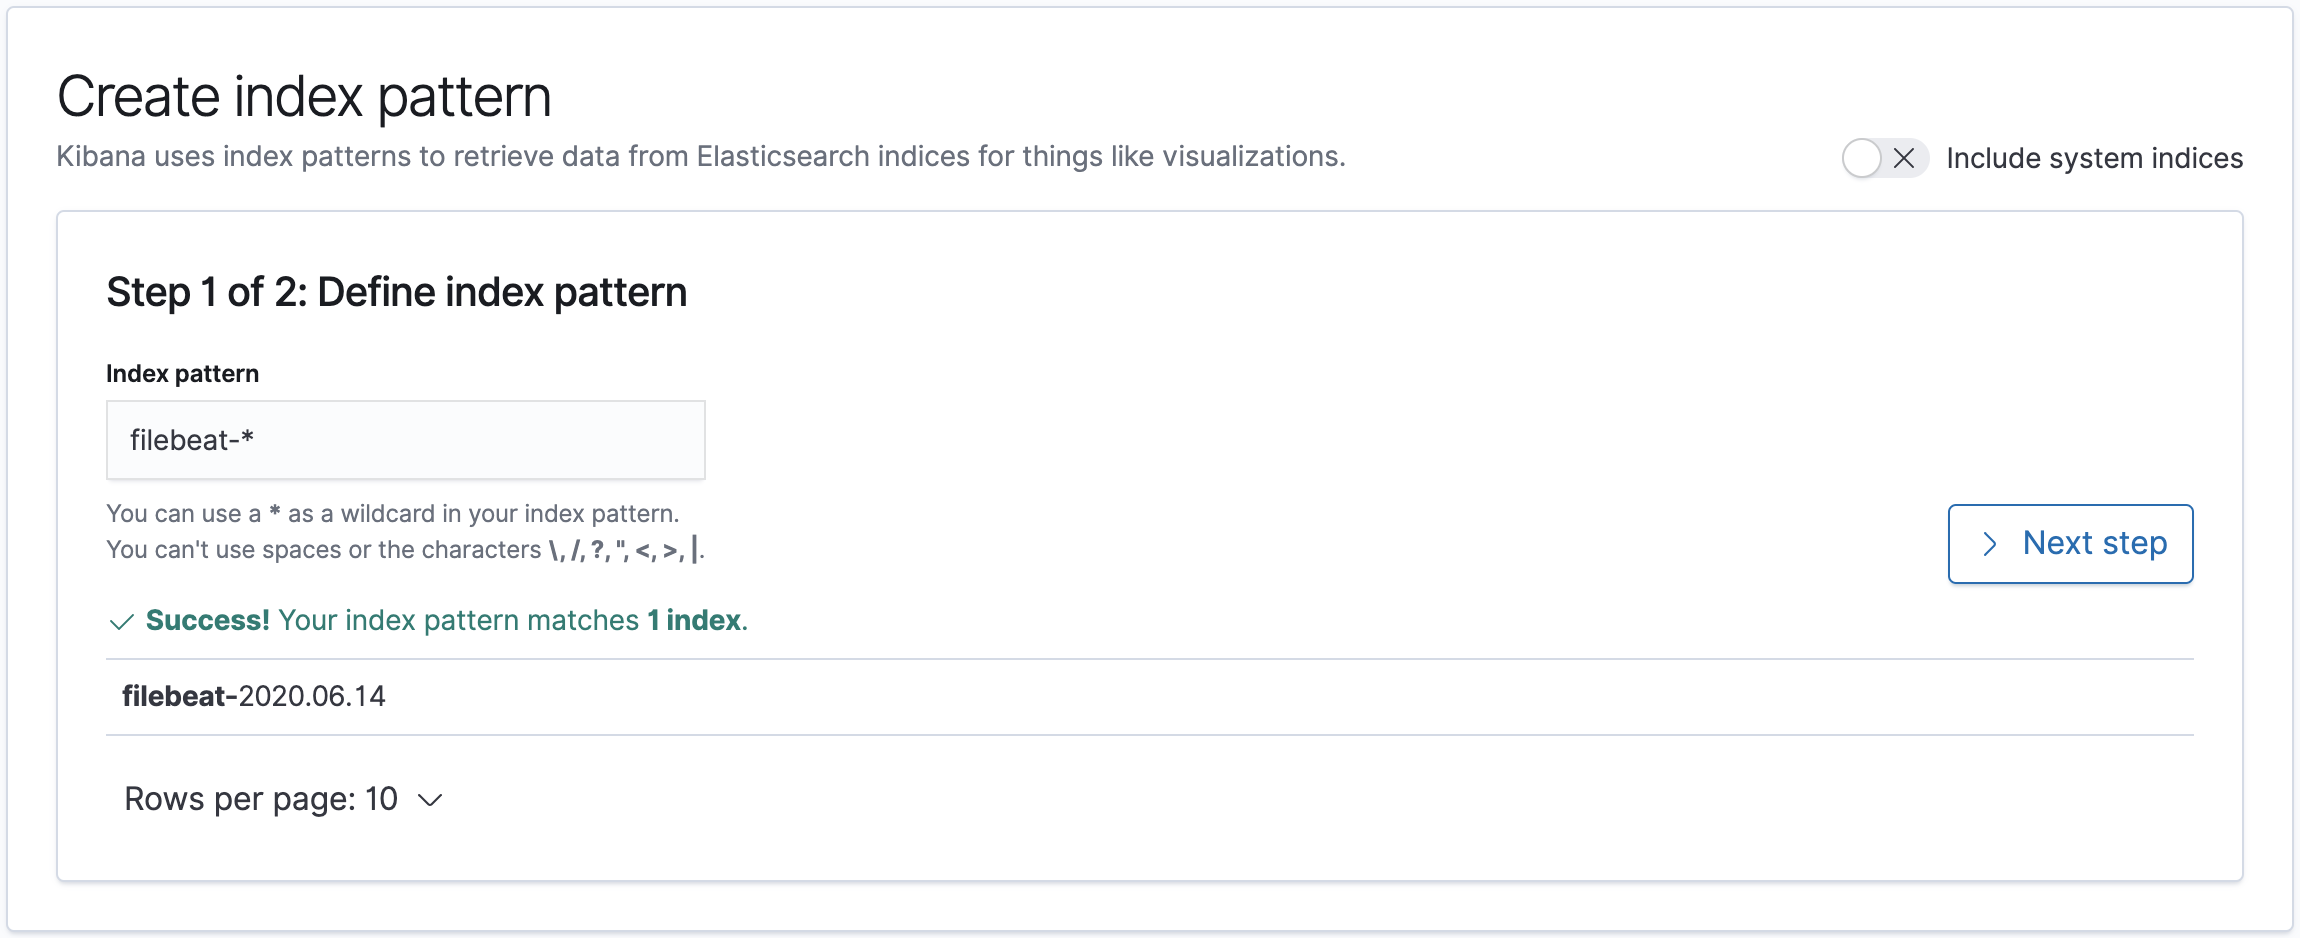 Create index pattern
Kibana uses index patterns to retrieve data from Elasticsearch indices for things like visualizations.
Include system indices
Step 1 of 2: Define index pattern
Index pattern
filebeat-*
You can use a * as a wildcard in your index pattern.
You can't use spaces or the characters \, /, ?, ", <, >, |.
Next step
Success! Your index pattern matches 1 index.
filebeat-2020.06.14
Rows per page: 10